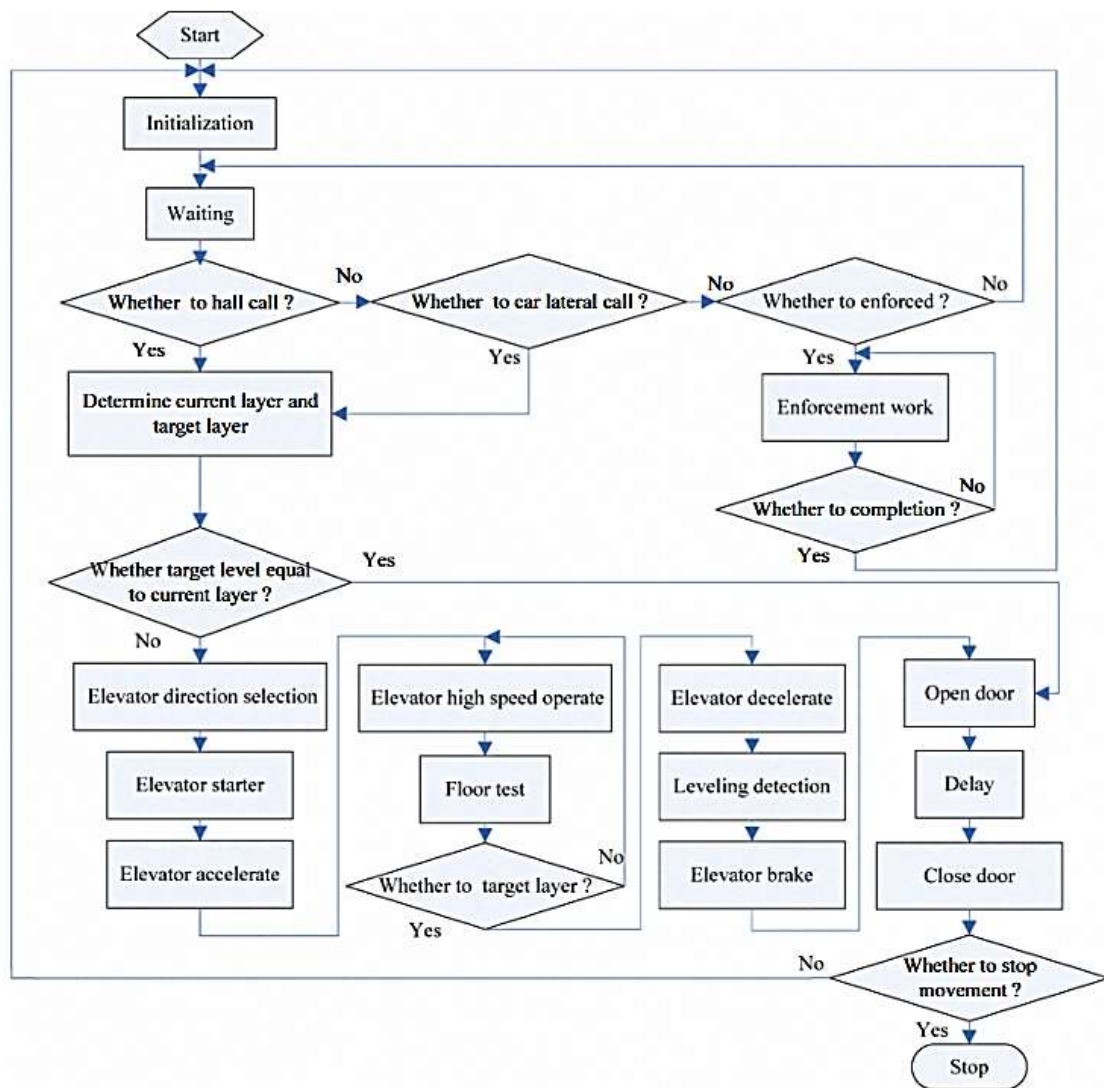 Start
Initialization
Waiting
Whether to hall call ?
No
Whether to car lateral call ?
No
Whether to enforced ?
No
Yes
Yes
Yes
Determine current layer and
target layer
Enforcement work
Whether to completion ?
No
Yes
Whether target level equal
to current layer ?
Yes
No
Elevator direction selection
Elevator starter
Elevator accelerate
Elevator high speed operate
Floor test
Whether to target layer ?
No
Yes
Elevator decelerate
Leveling detection
Elevator brake
Open door
Delay
Close door
Whether to stop
movement ?
No
Yes
Stop